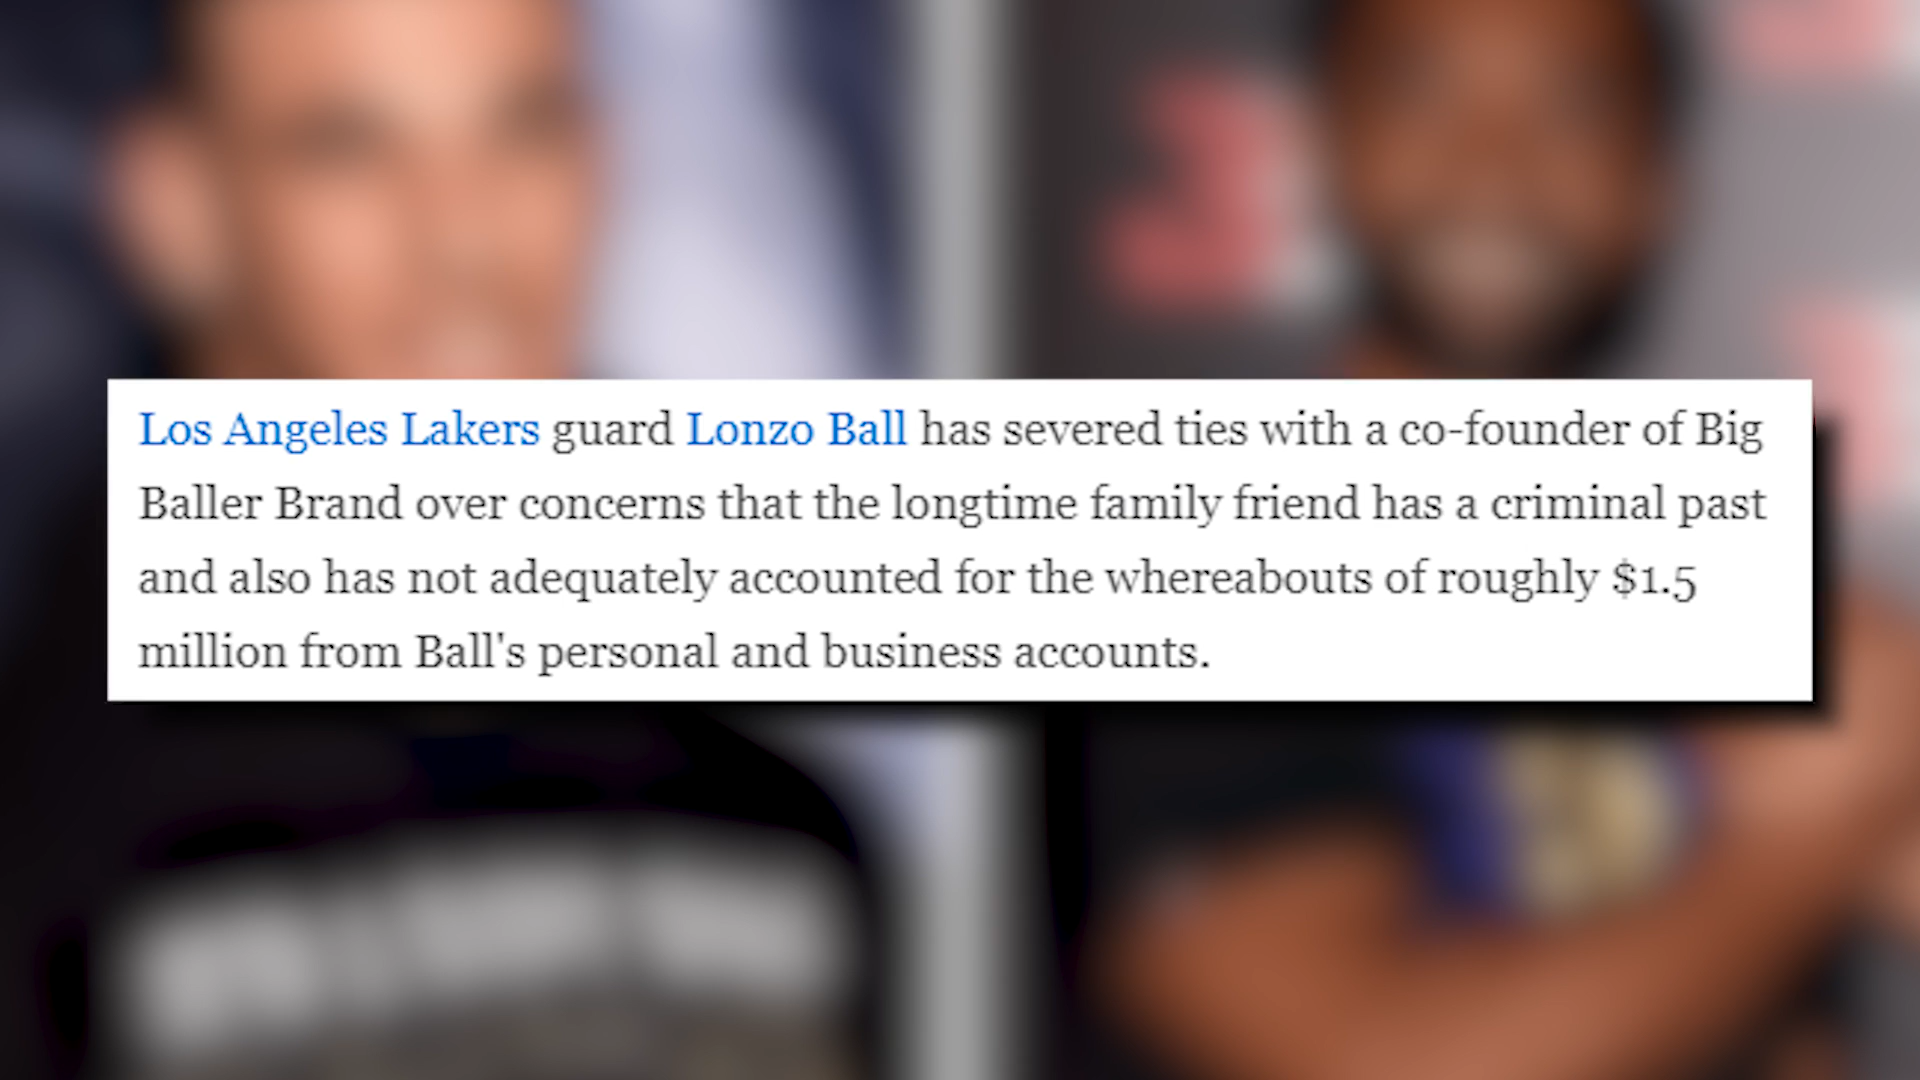 Los Angeles Lakers guard Lonzo Ball has severed ties with a co-founder of Big
Baller Brand over concerns that the longtime family friend has a criminal past
and also has not adequately accounted for the whereabouts of roughly $1.5
million from Ball's personal and business accounts.